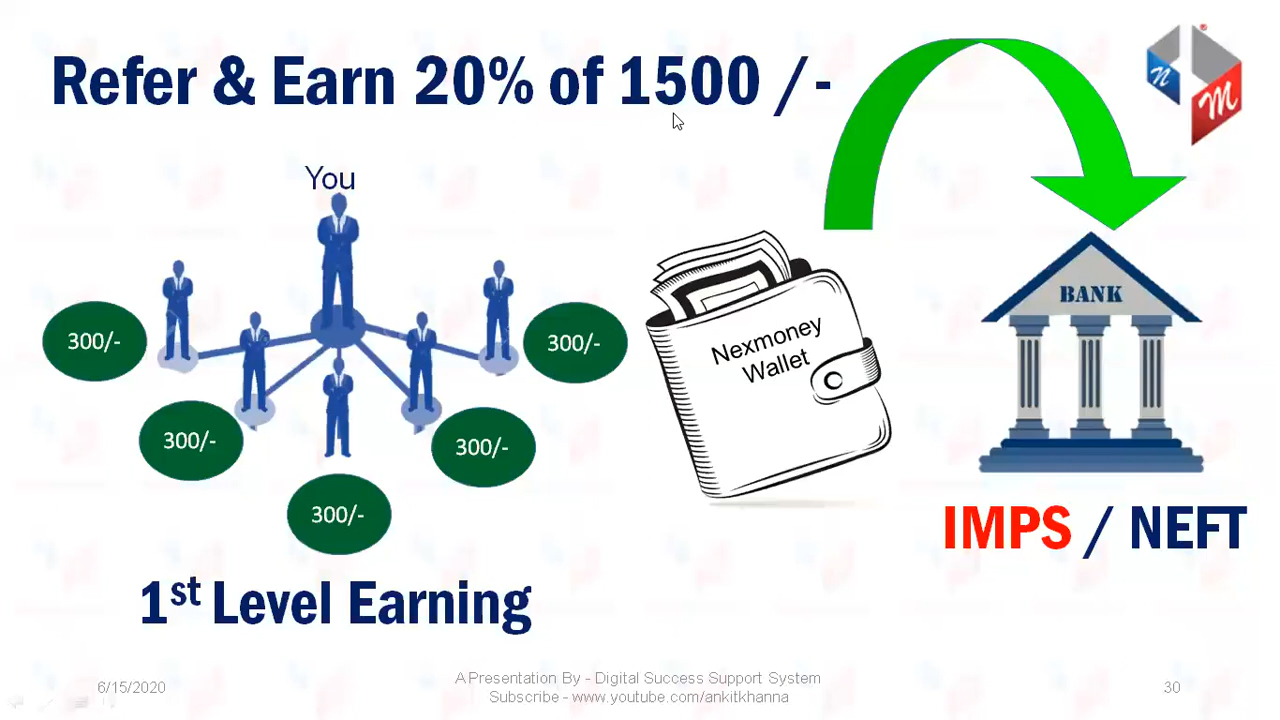 Refer & Earn 20% of 1500 /-
n
M
You
300/-
300/-
300/-
300/-
300/-
Nexmoney
Wallet
BANK
IMPS / NEFT
1st Level Earning
6/15/2020
A Presentation By - Digital Success Support System
Subscribe - www.youtube.com/ankitkhanna
30